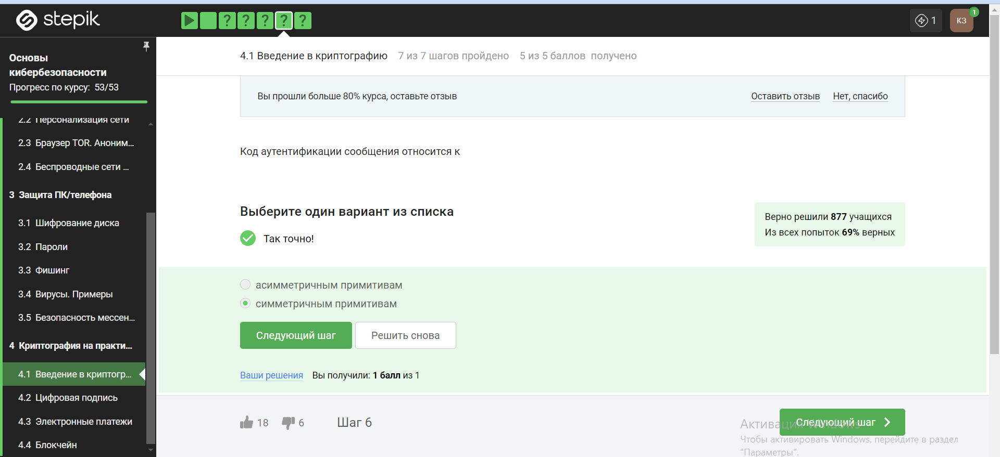 stepik
? ? ? ? ?
1
КЗ
1
Основы
кибербезопасности
Прогресс по курсу: 53/53
2.2 Персонализация сети
2.3 Браузер TOR. Аноним...
2.4 Беспроводные сети ...
3 Защита ПК/телефона
3.1 Шифрование диска
3.2 Пароли
3.3 Фишинг
3.4 Вирусы. Примеры
3.5 Безопасность мессен...
4 Криптография на практи...
4.1 Введение в криптогр...
4.2 Цифровая подпись
4.3 Электронные платежи
4.4 Блокчейн
4.1 Введение в криптографию 7 из 7 шагов пройдено 5 из 5 баллов получено
Вы прошли больше 80% курса, оставьте отзыв Оставить отзыв Нет, спасибо
Код аутентификации сообщения относится к
Выберите один вариант из списка
Так точно!
Верно решили 877 учащихся
Из всех попыток 69% верных
асимметричным примитивам
симметричным примитивам
Следующий шаг Решить снова
Ваши решения Вы получили: 1 балл из 1
18 6 Шаг 6 Следующий шаг
Активация Windows
Чтобы активировать Windows, перейдите в раздел
"Параметры".